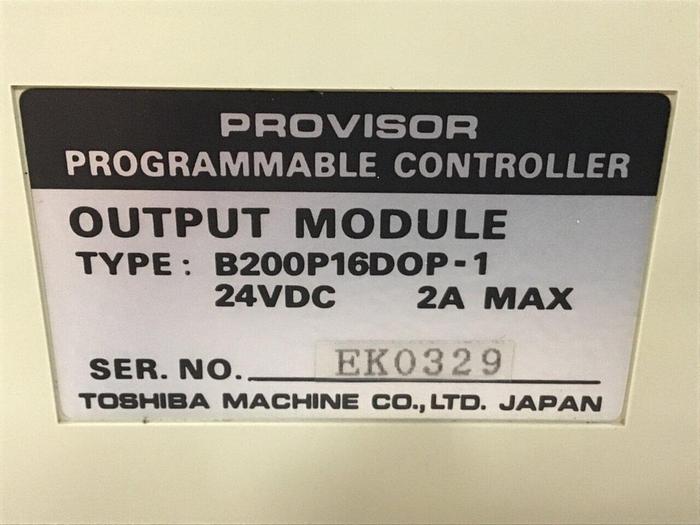 PROVISOR
PROGRAMMABLE CONTROLLER
OUTPUT MODULE
TYPE: B200P16DOP-1
24VDC 2A MAX
SER. NO. EK0329
TOSHIBA MACHINE CO., LTD. JAPAN